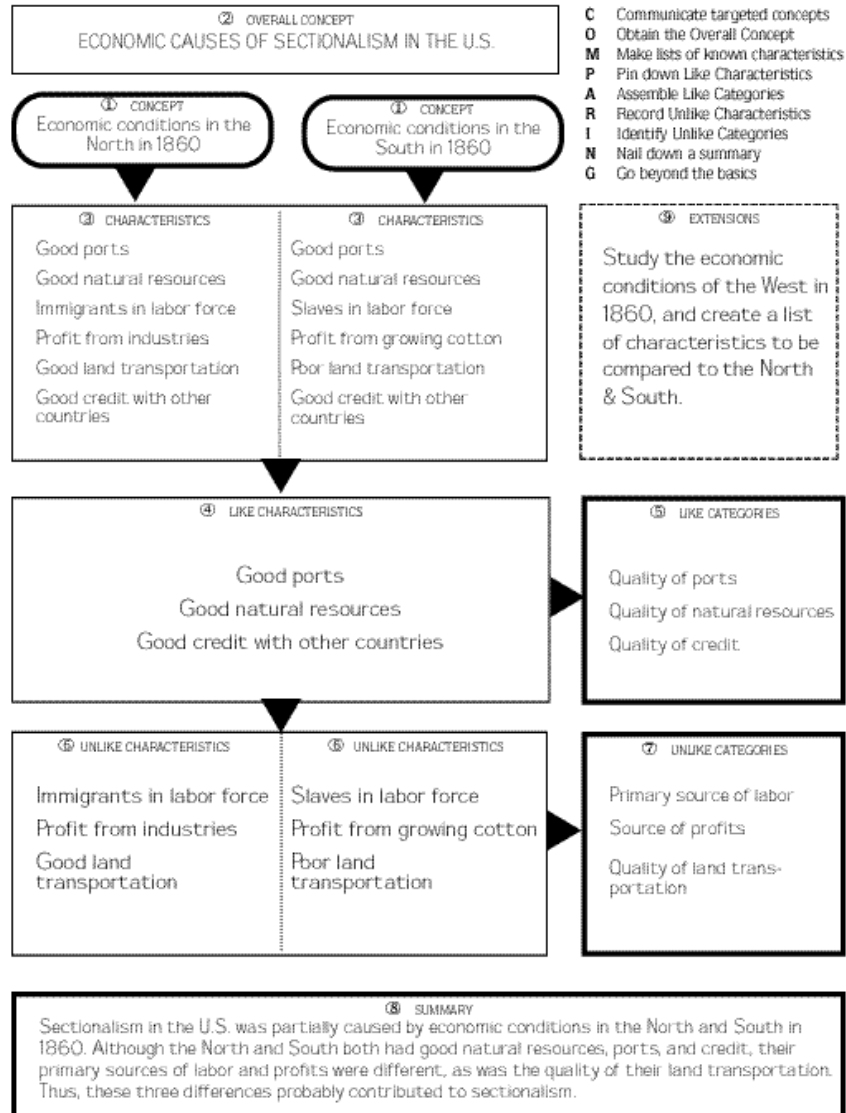 ② OVERALL CONCEPT
ECONOMIC CAUSES OF SECTIONALISM IN THE U.S.
C Communicate targeted concepts
O Obtain the Overall Concept
M Make lists of known characteristics
P Pin down Like Characteristics
A Assemble Like Categories
R Record Unlike Characteristics
I Identify Unlike Categories
N Nail down a summary
G Go beyond the basics
① CONCEPT
Economic conditions in the
North in 1860
① CONCEPT
Economic conditions in the
South in 1860
③ CHARACTERISTICS
Good ports
Good natural resources
Immigrants in labor force
Profit from industries
Good land transportation
Good credit with other
countries
③ CHARACTERISTICS
Good ports
Good natural resources
Slaves in labor force
Profit from growing cotton
Poor land transportation
Good credit with other
countries
⑨ EXTENSIONS
Study the economic
conditions of the West in
1860, and create a list
of characteristics to be
compared to the North
& South.
④ LIKE CHARACTERISTICS
Good ports
Good natural resources
Good credit with other countries
⑤ LIKE CATEGORIES
Quality of ports
Quality of natural resources
Quality of credit
⑥ UNLIKE CHARACTERISTICS
Immigrants in labor force
Profit from industries
Good land
transportation
⑥ UNLIKE CHARACTERISTICS
Slaves in labor force
Profit from growing cotton
Poor land
transportation
⑦ UNLIKE CATEGORIES
Primary source of labor
Source of profits
Quality of land trans-
portation
⑧ SUMMARY
Sectionalism in the U.S. was partially caused by economic conditions in the North and South in
1860. Although the North and South both had good natural resources, ports, and credit, their
primary sources of labor and profits were different, as was the quality of their land transportation.
Thus, these three differences probably contributed to sectionalism.